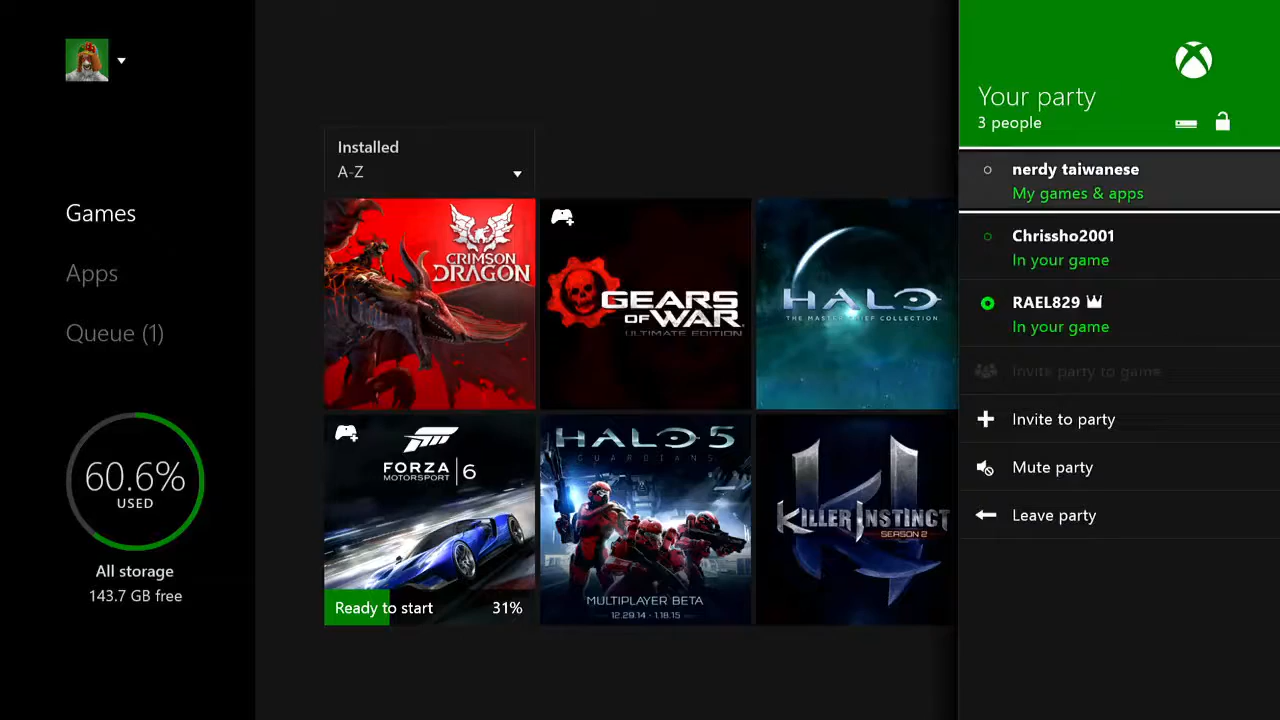 Games
Apps
Queue (1)
60.6%
USED
All storage
143.7 GB free
Installed
A-Z
CRIMSON
DRAGON
GEARS
OF WAR
ULTIMATE EDITION
HALO
THE MASTER CHIEF COLLECTION
FORZA
MOTORSPORT 6
Ready to start 31%
HALO 5
GUARDIANS
MULTIPLAYER BETA
12.29.14 - 1.18.15
KI
KILLER INSTINCT
SEASON 2
Your party
3 people
nerdy taiwanese
My games & apps
Chrissho2001
In your game
RAEL829
In your game
Invite party to game
Invite to party
Mute party
Leave party